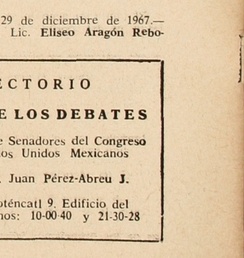 29 de diciembre de 1967.—
Lic. Eliseo Aragón Rebo-
ECTORIO
E LOS DEBATES
e Senadores del Congreso
os Unidos Mexicanos
. Juan Pérez-Abreu J.
oténcatl 9. Edificio del
nos: 10-00-40 y 21-30-28